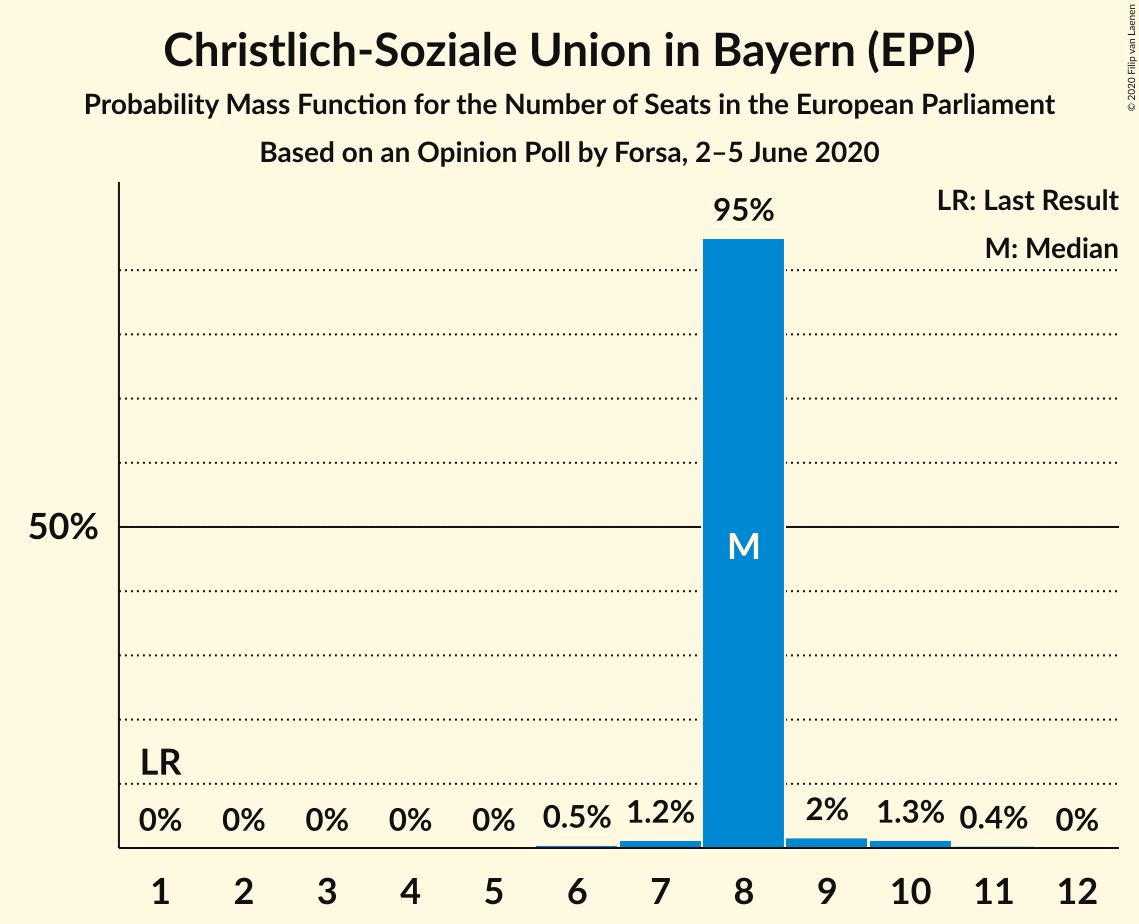 Christlich-Soziale Union in Bayern (EPP)
Probability Mass Function for the Number of Seats in the European Parliament
Based on an Opinion Poll by Forsa, 2–5 June 2020
© 2020 Filip van Laenen
LR: Last Result
M: Median
95%
50%
M
LR
0% 0% 0% 0% 0% 0.5% 1.2% 2% 1.3% 0.4% 0%
1 2 3 4 5 6 7 8 9 10 11 12